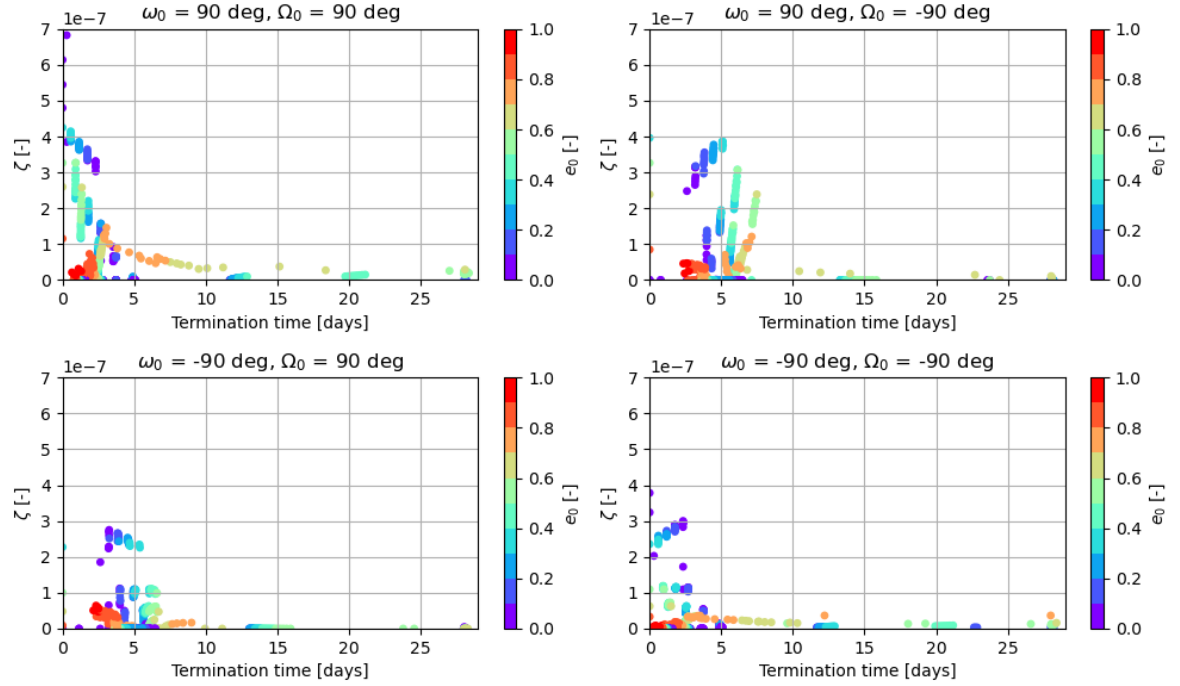 ω₀ = 90 deg, Ω₀ = 90 deg
1e-7
7
6
5
4
3
2
1
0
ζ [-]
0 5 10 15 20 25
Termination time [days]
1.0
0.8
0.6
0.4
0.2
0.0
e₀ [-]
ω₀ = 90 deg, Ω₀ = -90 deg
1e-7
7
6
5
4
3
2
1
0
ζ [-]
0 5 10 15 20 25
Termination time [days]
1.0
0.8
0.6
0.4
0.2
0.0
e₀ [-]
ω₀ = -90 deg, Ω₀ = 90 deg
1e-7
7
6
5
4
3
2
1
0
ζ [-]
0 5 10 15 20 25
Termination time [days]
1.0
0.8
0.6
0.4
0.2
0.0
e₀ [-]
ω₀ = -90 deg, Ω₀ = -90 deg
1e-7
7
6
5
4
3
2
1
0
ζ [-]
0 5 10 15 20 25
Termination time [days]
1.0
0.8
0.6
0.4
0.2
0.0
e₀ [-]